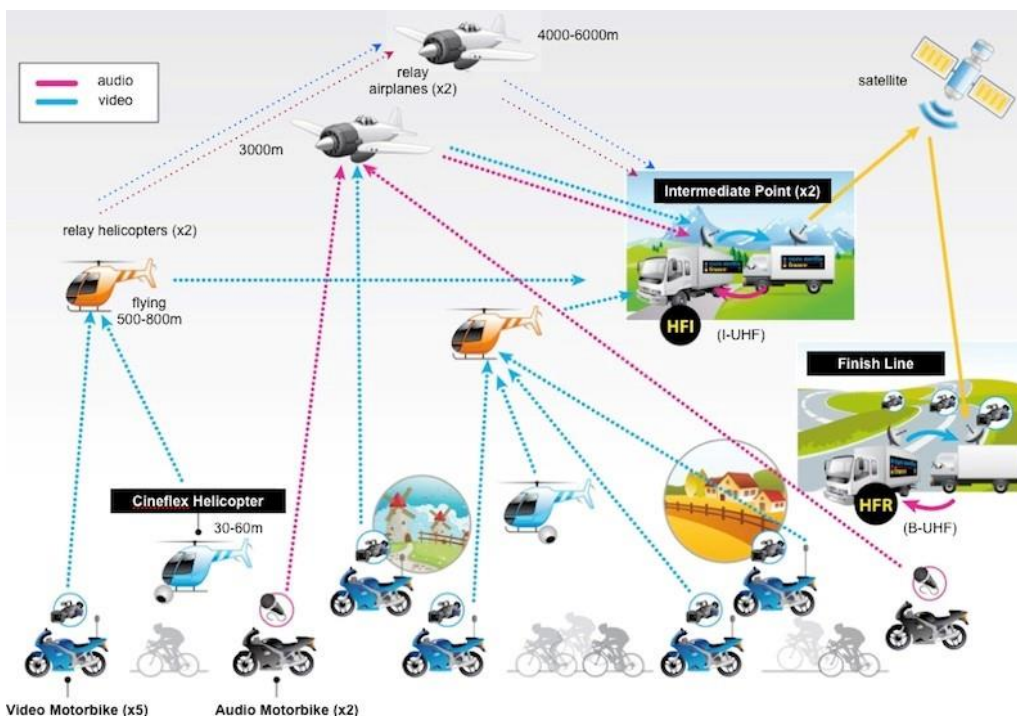 4000-6000m
audio
video
relay
airplanes (x2)
satellite
3000m
Intermediate Point (x2)
relay helicopters (x2)
flying
500-800m
HFI
(I-UHF)
Finish Line
Cineflex Helicopter
30-60m
HFR
(B-UHF)
Video Motorbike (x5)
Audio Motorbike (x2)